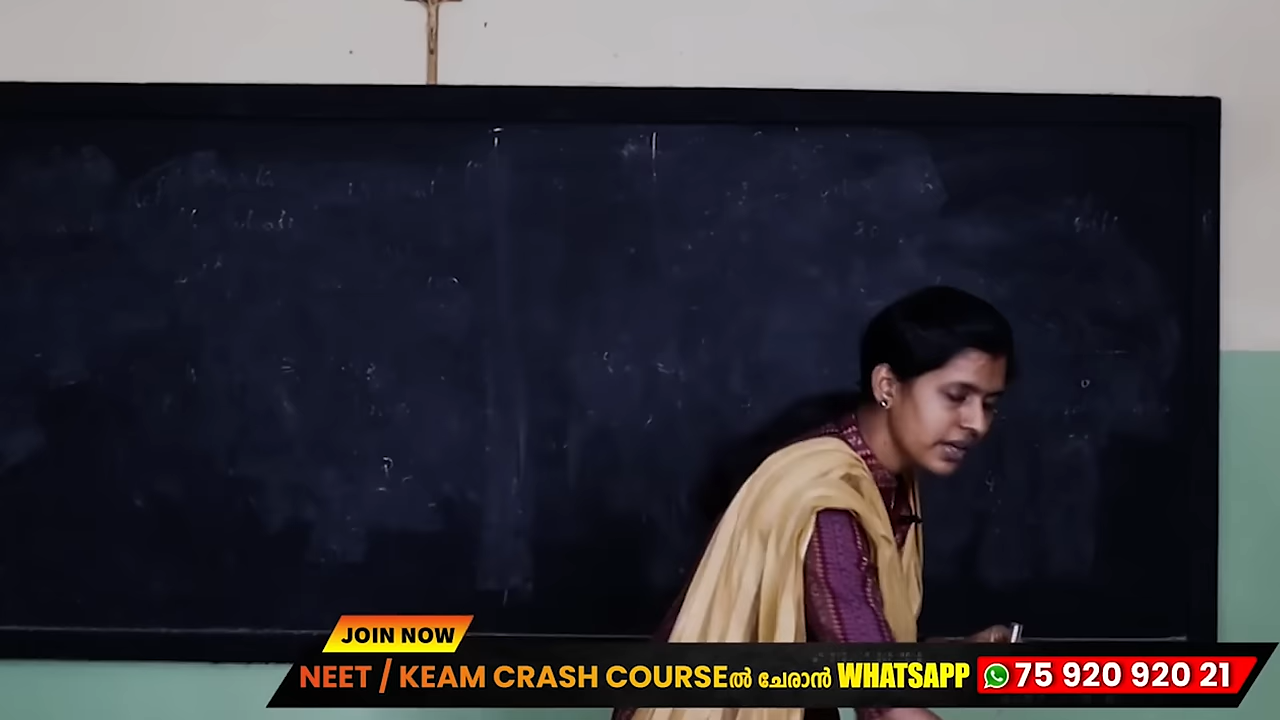 JOIN NOW
NEET / KEAM CRASH COURSEൽ ചേരാൻ WHATSAPP 75 920 920 21